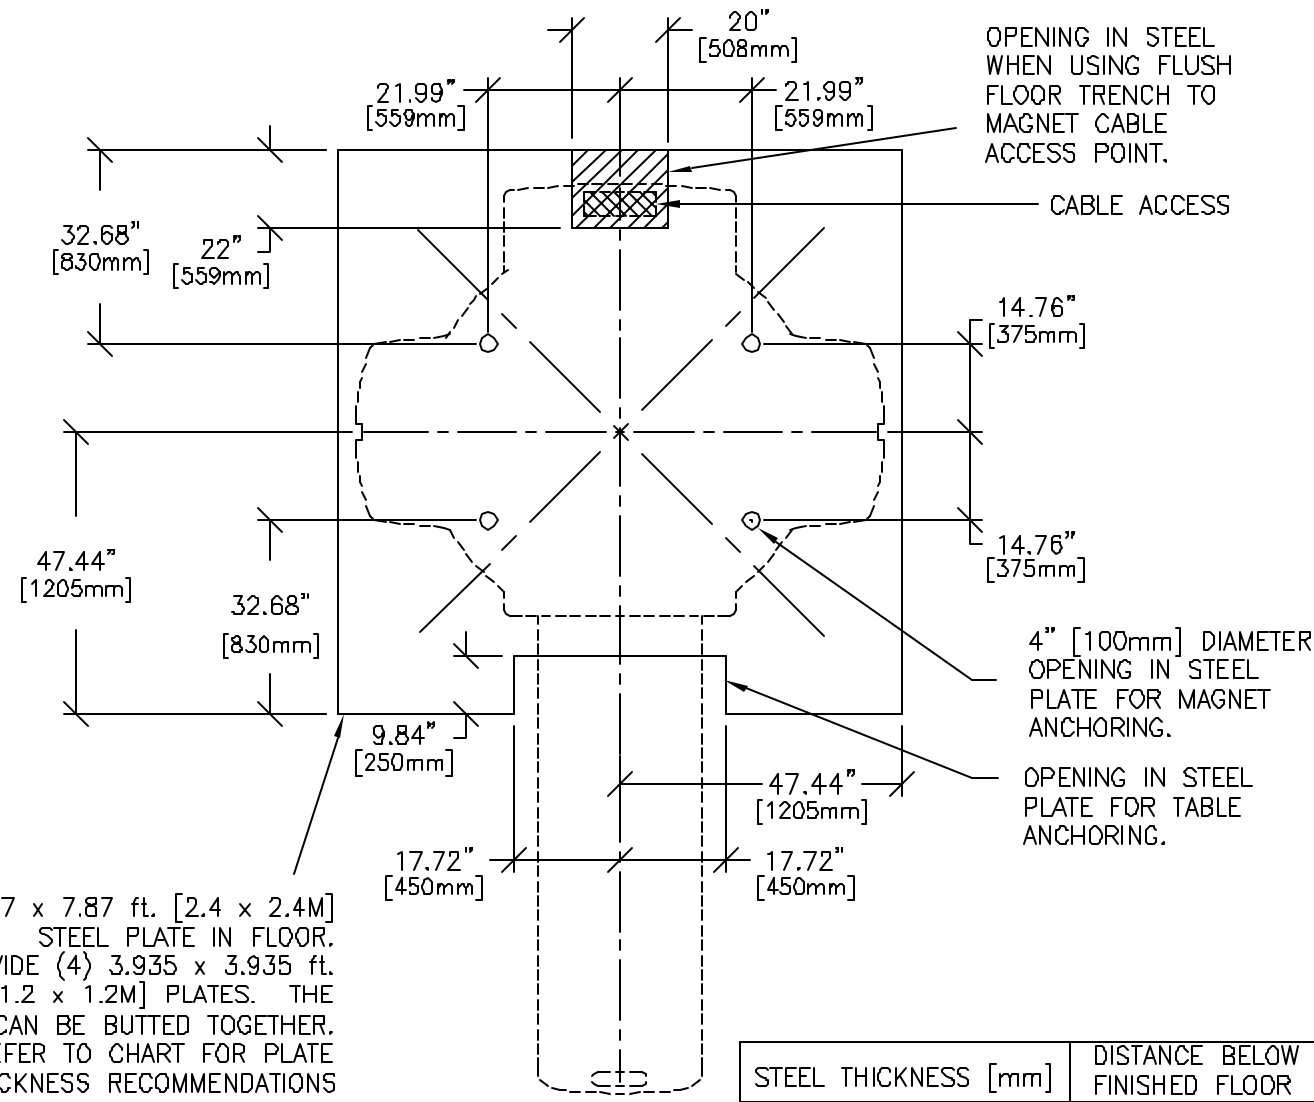 20"
[508mm]
21.99"
[559mm]
21.99"
[559mm]
OPENING IN STEEL
WHEN USING FLUSH
FLOOR TRENCH TO
MAGNET CABLE
ACCESS POINT.
CABLE ACCESS
32.68"
[830mm]
22"
[559mm]
14.76"
[375mm]
47.44"
[1205mm]
14.76"
[375mm]
32.68"
[830mm]
4" [100mm] DIAMETER
OPENING IN STEEL
PLATE FOR MAGNET
ANCHORING.
9.84"
[250mm]
47.44"
[1205mm]
OPENING IN STEEL
PLATE FOR TABLE
ANCHORING.
17.72"
[450mm]
17.72"
[450mm]
7 x 7.87 ft. [2.4 x 2.4M]
STEEL PLATE IN FLOOR.
VIDE (4) 3.935 x 3.935 ft.
1.2 x 1.2M] PLATES. THE
CAN BE BUTTED TOGETHER.
EFER TO CHART FOR PLATE
CKNESS RECOMMENDATIONS
STEEL THICKNESS [mm]
DISTANCE BELOW
FINISHED FLOOR